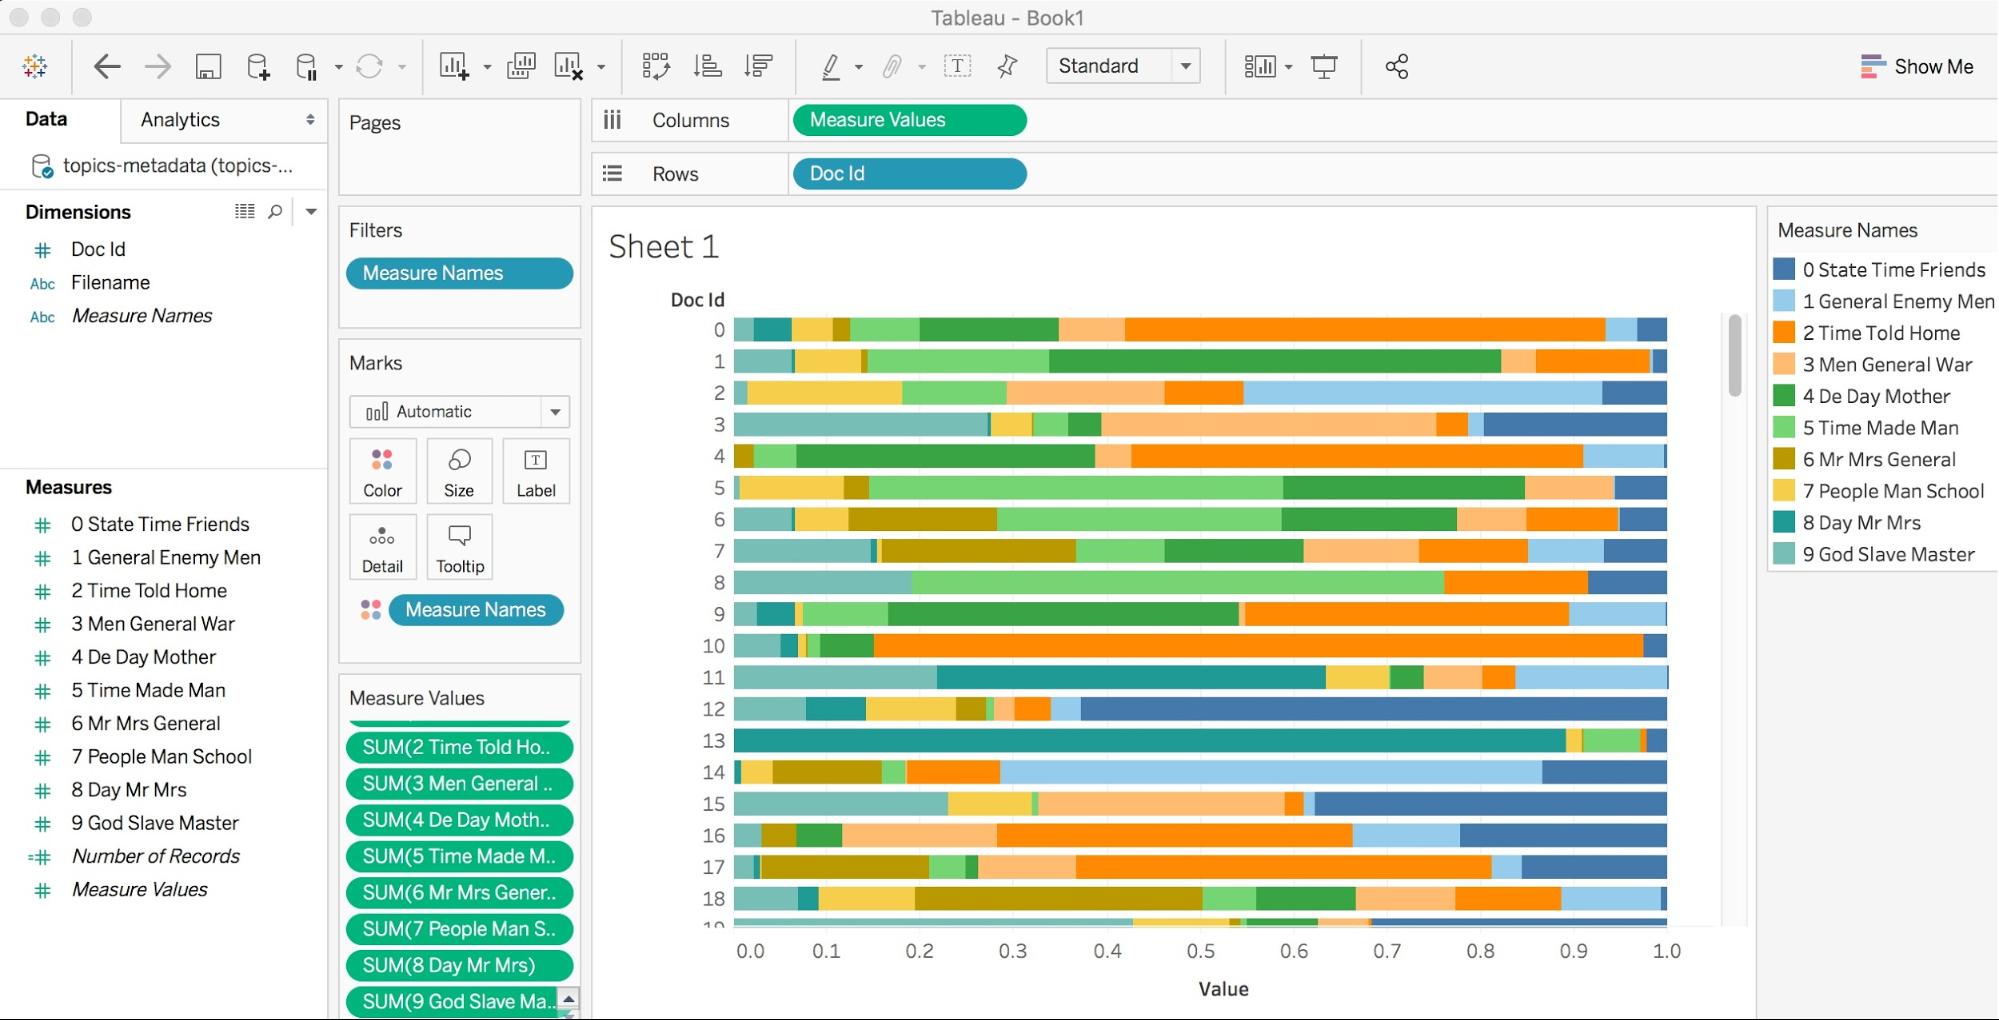 Tableau - Book1
Standard
Show Me
Data
Analytics
topics-metadata (topics-...
Dimensions
Doc Id
Abc Filename
Abc Measure Names
Measures
0 State Time Friends
1 General Enemy Men
2 Time Told Home
3 Men General War
4 De Day Mother
5 Time Made Man
6 Mr Mrs General
7 People Man School
8 Day Mr Mrs
9 God Slave Master
Number of Records
Measure Values
Pages
Filters
Measure Names
Marks
Automatic
Color
Size
T
Label
Detail
Tooltip
Measure Names
Measure Values
SUM(2 Time Told Ho..
SUM(3 Men General ..
SUM(4 De Day Moth..
SUM(5 Time Made M..
SUM(6 Mr Mrs Gener..
SUM(7 People Man S..
SUM(8 Day Mr Mrs)
SUM(9 God Slave Ma..
Columns
Measure Values
Rows
Doc Id
Sheet 1
Doc Id
0
1
2
3
4
5
6
7
8
9
10
11
12
13
14
15
16
17
18
0.0 0.1 0.2 0.3 0.4 0.5 0.6 0.7 0.8 0.9 1.0
Value
Measure Names
0 State Time Friends
1 General Enemy Men
2 Time Told Home
3 Men General War
4 De Day Mother
5 Time Made Man
6 Mr Mrs General
7 People Man School
8 Day Mr Mrs
9 God Slave Master